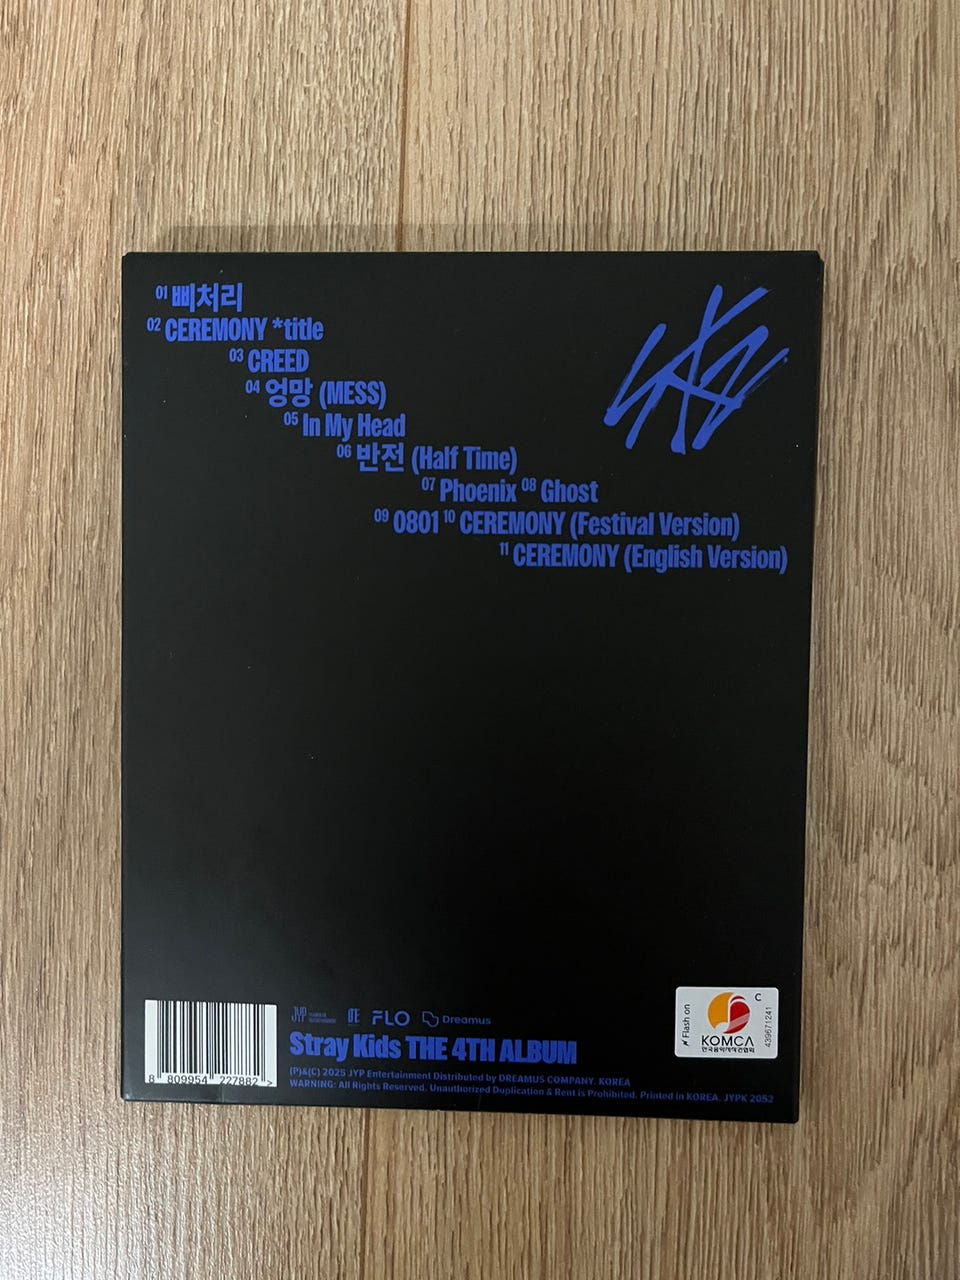 01 삐처리
02 CEREMONY *title
03 CREED
04 엉망 (MESS)
05 In My Head
06 반전 (Half Time)
07 Phoenix 08 Ghost
09 0801 10 CEREMONY (Festival Version)
11 CEREMONY (English Version)
JYP
FLO
Dreamus
Stray Kids THE 4TH ALBUM
(P)&(C) 2025 JYP Entertainment Distributed by DREAMUS COMPANY. KOREA
WARNING: All Rights Reserved. Unauthorized Duplication & Rent is Prohibited. Printed in KOREA. JYPK 2052
8 809954 227882 >
Flash on
C
KOMCA
한국음악저작권협회
439671241